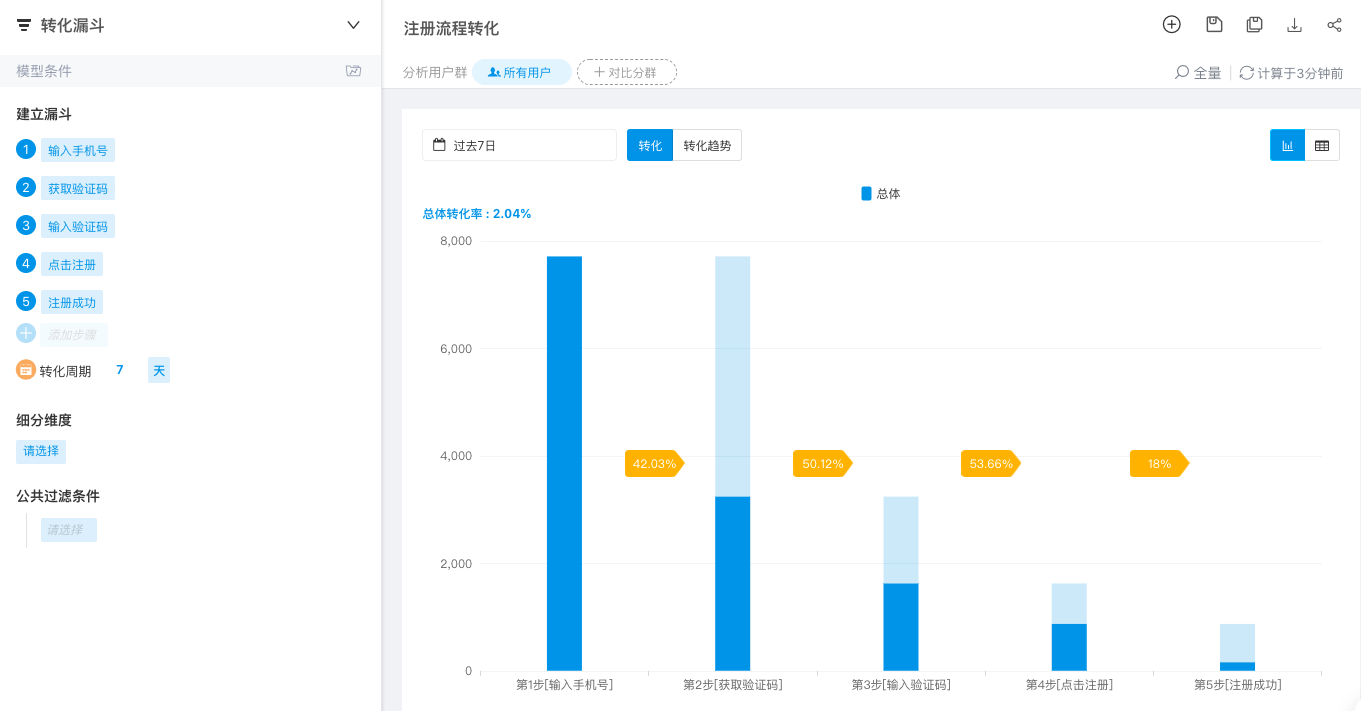 转化漏斗
模型条件
建立漏斗
1 输入手机号
2 获取验证码
3 输入验证码
4 点击注册
5 注册成功
添加步骤
转化周期 7 天
细分维度
请选择
公共过滤条件
请选择
注册流程转化
分析用户群 所有用户 对比分群 全量 计算于3分钟前
过去7日 转化 转化趋势
总体
总体转化率 : 2.04%
8,000
6,000
4,000
2,000
0
42.03% 50.12% 53.66% 18%
第1步[输入手机号] 第2步[获取验证码] 第3步[输入验证码] 第4步[点击注册] 第5步[注册成功]